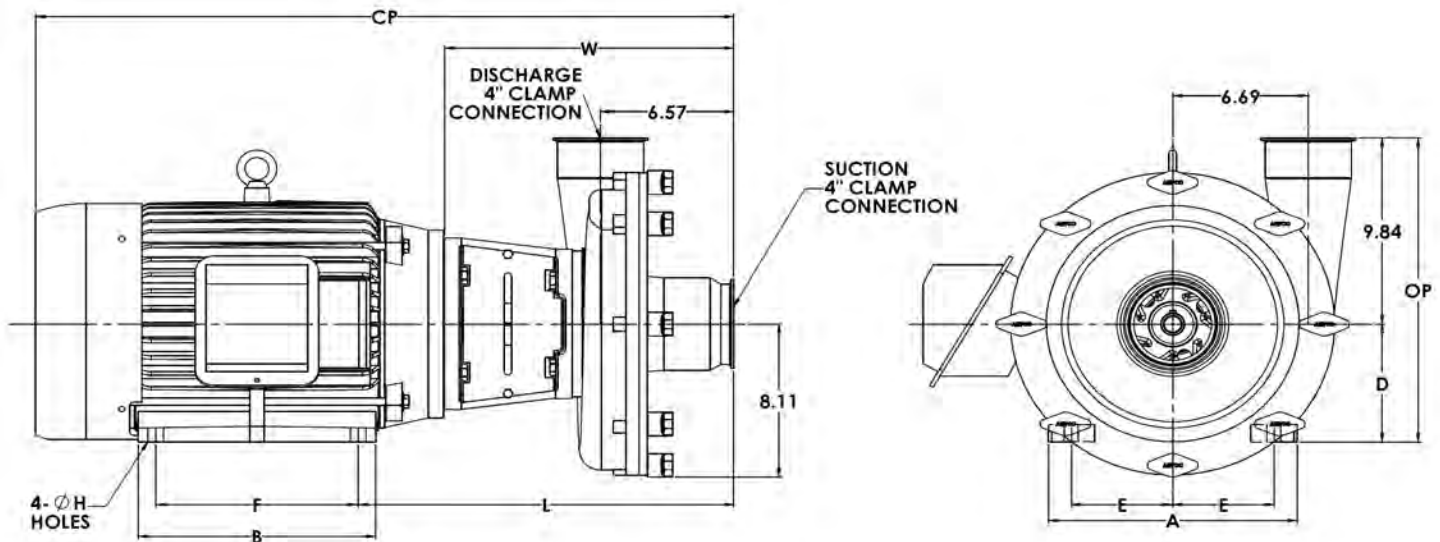 CP
W
DISCHARGE
4" CLAMP
CONNECTION
6.57
SUCTION
4" CLAMP
CONNECTION
8.11
4- ∅H
HOLES
F
L
B
6.69
9.84
OP
D
E
E
A